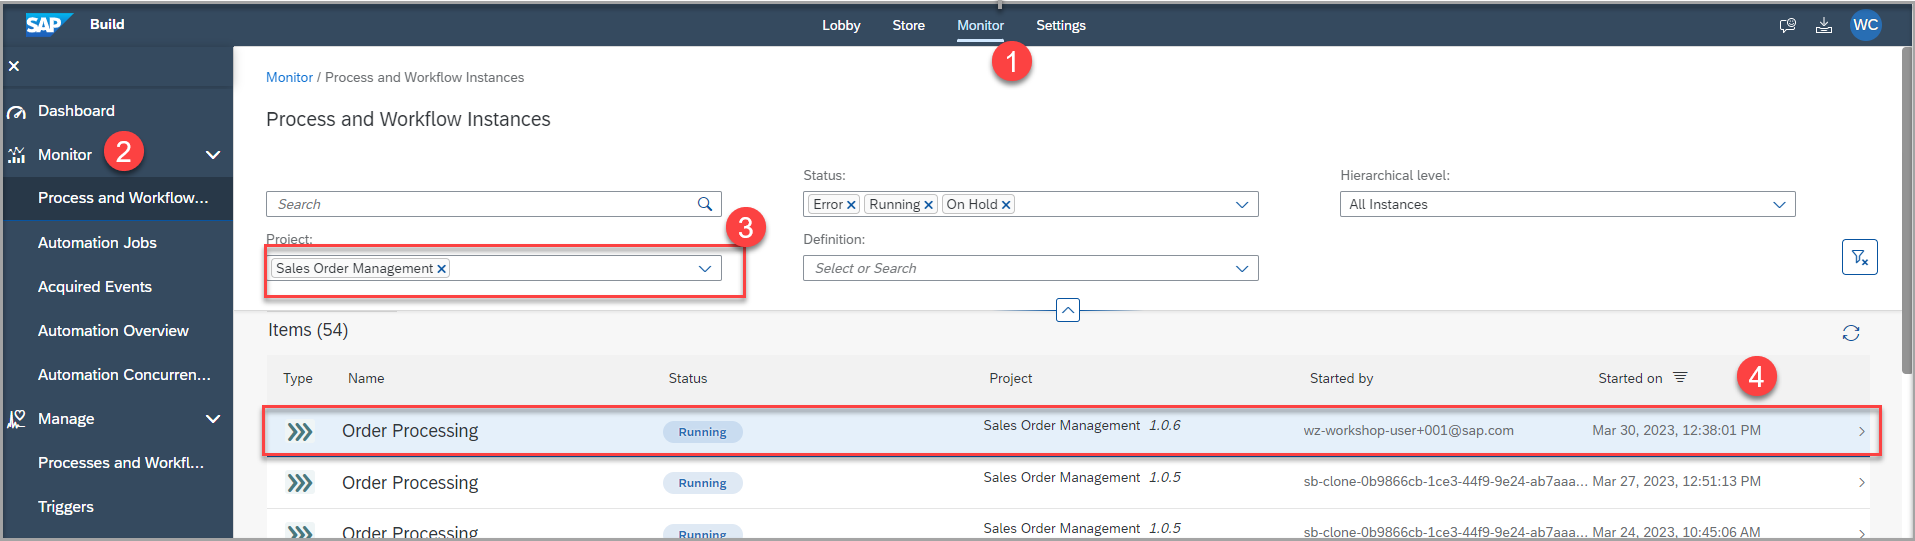 SAP Build Lobby Store Monitor Settings WC
1
Monitor / Process and Workflow Instances
Dashboard
Process and Workflow Instances
Monitor 2
Status:
Hierarchical level:
Process and Workflow...
Search
Error Running On Hold
All Instances
3
Automation Jobs
Project:
Definition:
Sales Order Management
Select or Search
Acquired Events
Automation Overview
Items (54)
Automation Concurren...
Type Name Status Project Started by Started on 4
Manage
Order Processing Running Sales Order Management 1.0.6 wz-workshop-user+001@sap.com Mar 30, 2023, 12:38:01 PM
Processes and Workfl...
Order Processing Running Sales Order Management 1.0.5 sb-clone-0b9866cb-1ce3-44f9-9e24-ab7aaa... Mar 27, 2023, 12:51:13 PM
Triggers
Order Processing Running Sales Order Management 1.0.5 sb-clone-0b9866cb-1ce3-44f9-9e24-ab7aaa... Mar 24, 2023, 10:45:06 AM